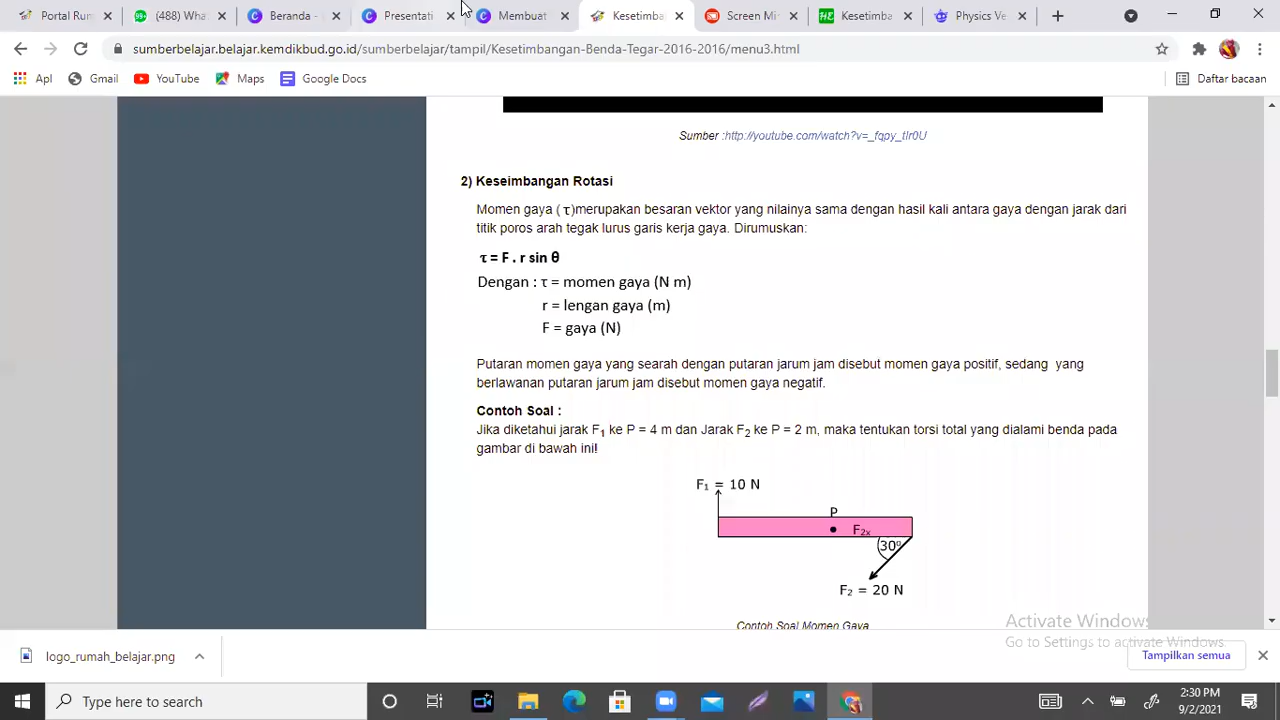 Portal Rum
(488) Wha
Beranda -
Presentati
Membuat
Kesetimba
Screen Mi
Kesetimba
Physics Ve
sumberbelajar.belajar.kemdikbud.go.id/sumberbelajar/tampil/Kesetimbangan-Benda-Tegar-2016-2016/menu3.html
Apl
Gmail
YouTube
Maps
Google Docs
Daftar bacaan
Sumber :http://youtube.com/watch?v=_fqpy_tIr0U
2) Keseimbangan Rotasi
Momen gaya ( τ)merupakan besaran vektor yang nilainya sama dengan hasil kali antara gaya dengan jarak dari
titik poros arah tegak lurus garis kerja gaya. Dirumuskan:
τ = F . r sin θ
Dengan : τ = momen gaya (N m)
r = lengan gaya (m)
F = gaya (N)
Putaran momen gaya yang searah dengan putaran jarum jam disebut momen gaya positif, sedang yang
berlawanan putaran jarum jam disebut momen gaya negatif.
Contoh Soal :
Jika diketahui jarak F₁ ke P = 4 m dan Jarak F₂ ke P = 2 m, maka tentukan torsi total yang dialami benda pada
gambar di bawah ini!
F₁ = 10 N
P
F₂ₓ
30⁰
F₂ = 20 N
Contoh Soal Momen Gaya
Activate Windows
Go to Settings to activate Windows.
logo_rumah_belajar.png
Tampilkan semua
Type here to search
2:30 PM
9/2/2021